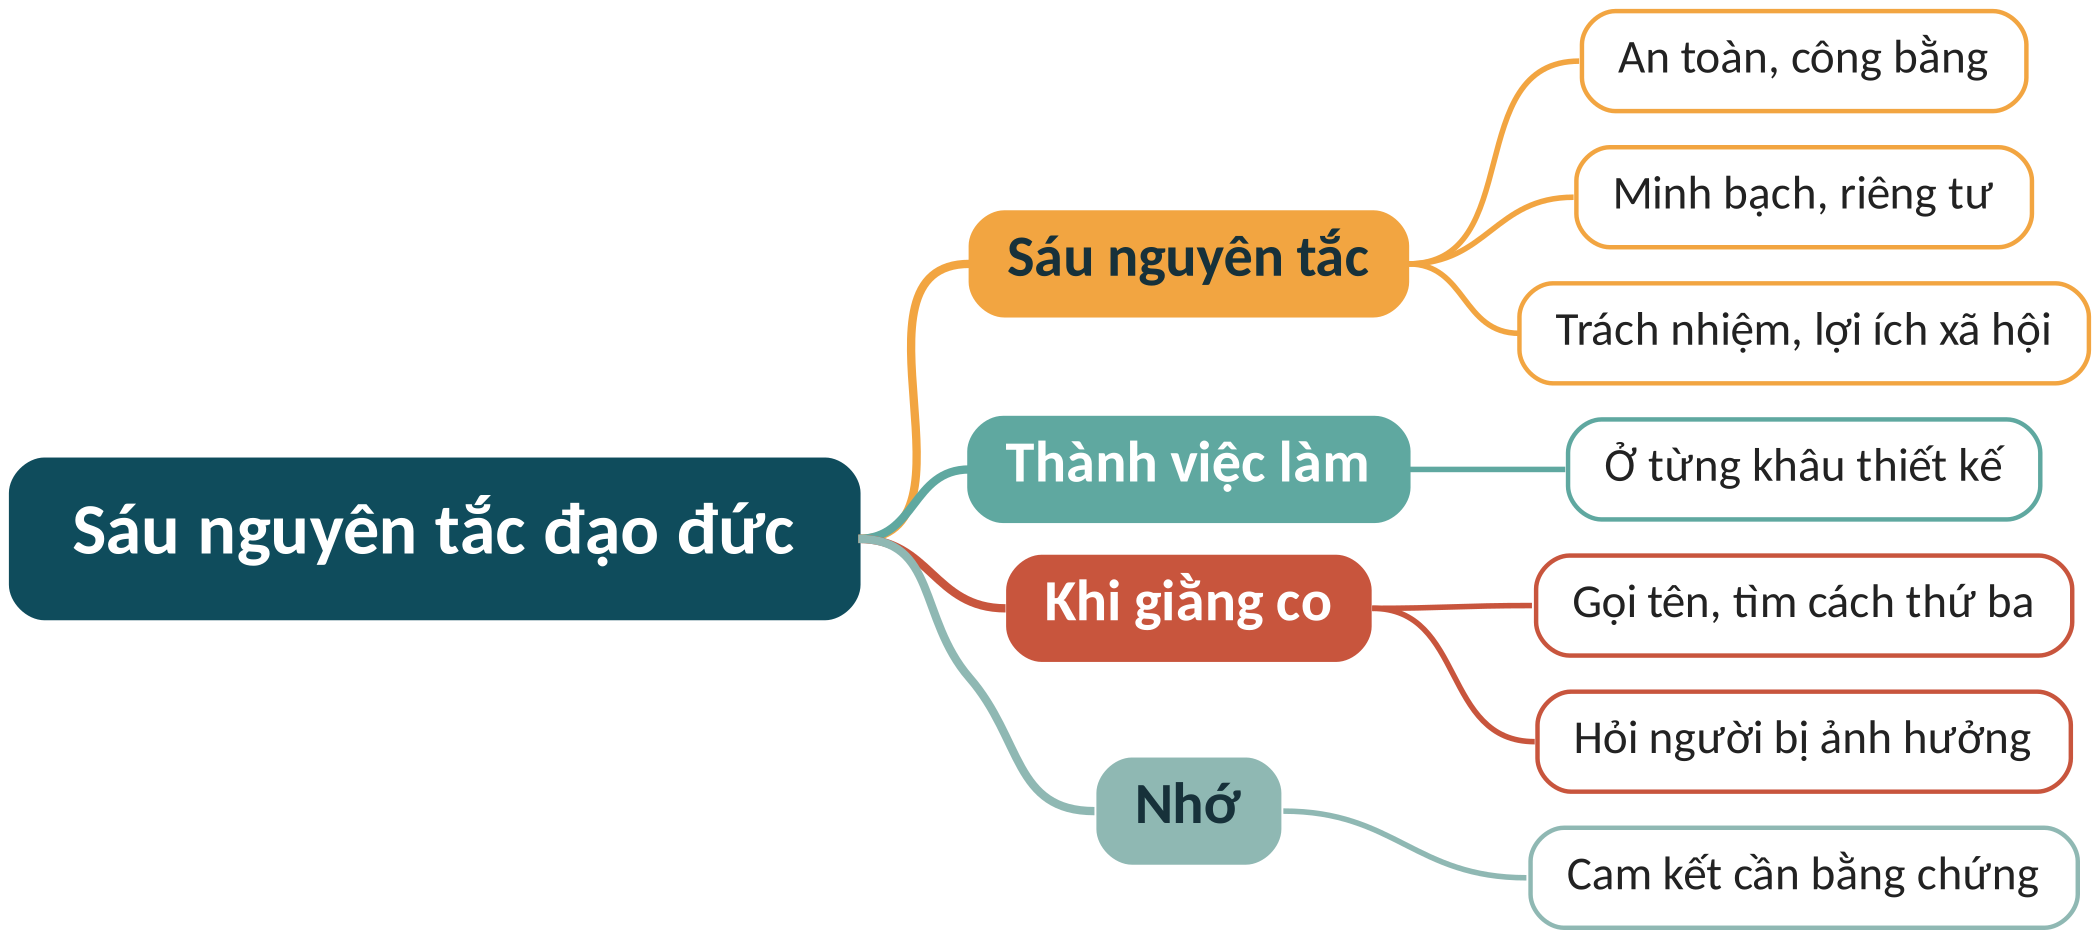 Sáu nguyên tắc đạo đức
Sáu nguyên tắc
An toàn, công bằng
Minh bạch, riêng tư
Trách nhiệm, lợi ích xã hội
Thành việc làm
Ở từng khâu thiết kế
Khi giằng co
Gọi tên, tìm cách thứ ba
Hỏi người bị ảnh hưởng
Nhớ
Cam kết cần bằng chứng